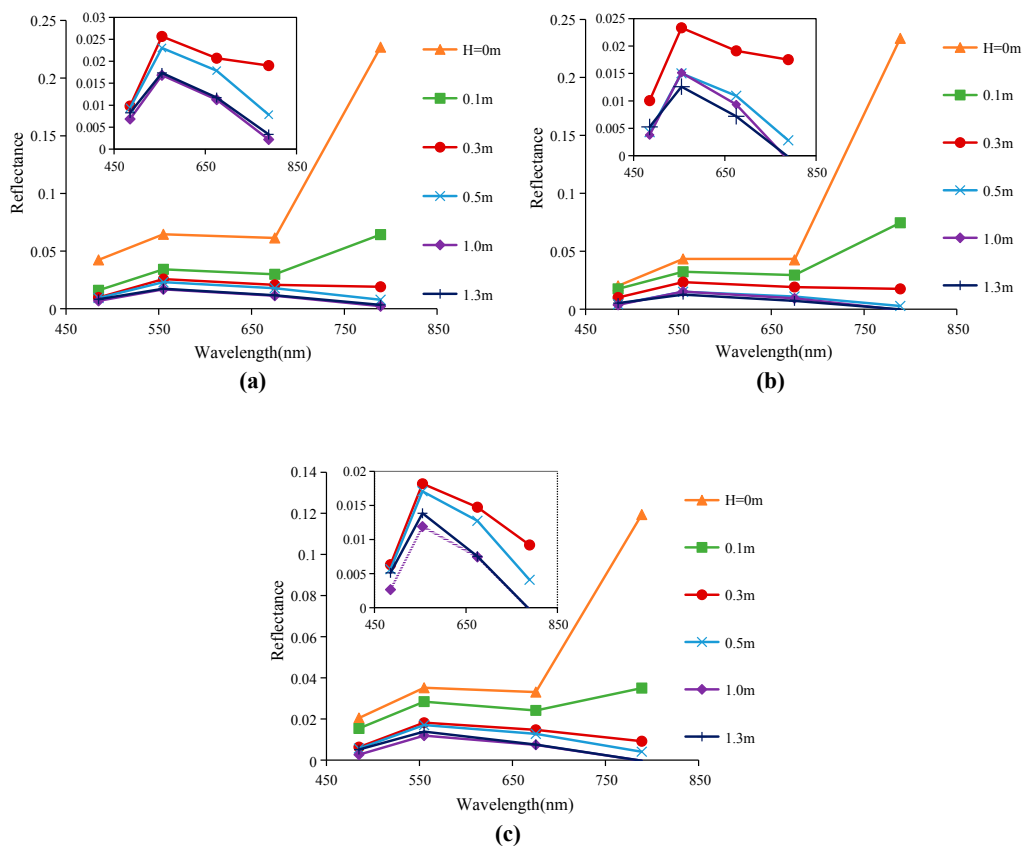 0.25
0.2
0.15
0.1
0.05
0
450
550
650
750
850
Reflectance
Wavelength(nm)
0.03
0.025
0.02
0.015
0.01
0.005
0
450
650
850
H=0m
0.1m
0.3m
0.5m
1.0m
1.3m
(a)
0.25
0.2
0.15
0.1
0.05
0
450
550
650
750
850
Reflectance
Wavelength(nm)
0.025
0.02
0.015
0.01
0.005
0
450
650
850
H=0m
0.1m
0.3m
0.5m
1.0m
1.3m
(b)
0.14
0.12
0.1
0.08
0.06
0.04
0.02
0
450
550
650
750
850
Reflectance
Wavelength(nm)
0.02
0.015
0.01
0.005
0
450
650
850
H=0m
0.1m
0.3m
0.5m
1.0m
1.3m
(c)